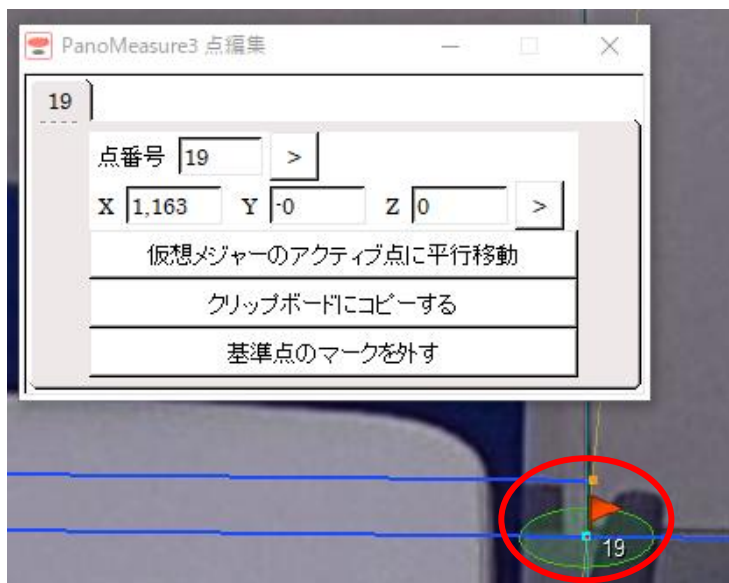 PanoMeasure3 点編集
19
点番号 19 >
X 1,163 Y -0 Z 0 >
仮想メジャーのアクティブ点に平行移動
クリップボードにコピーする
基準点のマークを外す
19